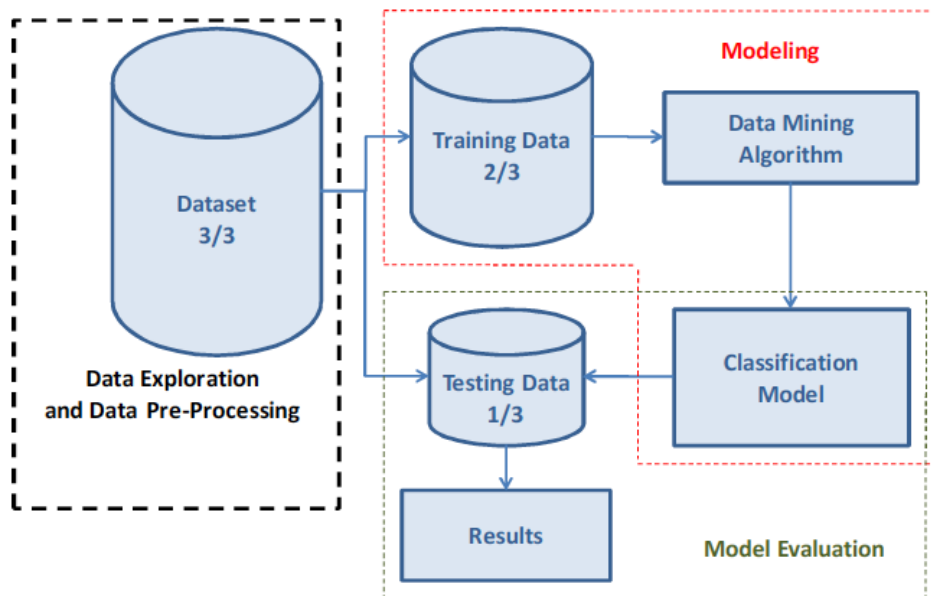 Dataset
3/3
Data Exploration
and Data Pre-Processing
Modeling
Training Data
2/3
Data Mining
Algorithm
Testing Data
1/3
Classification
Model
Results
Model Evaluation